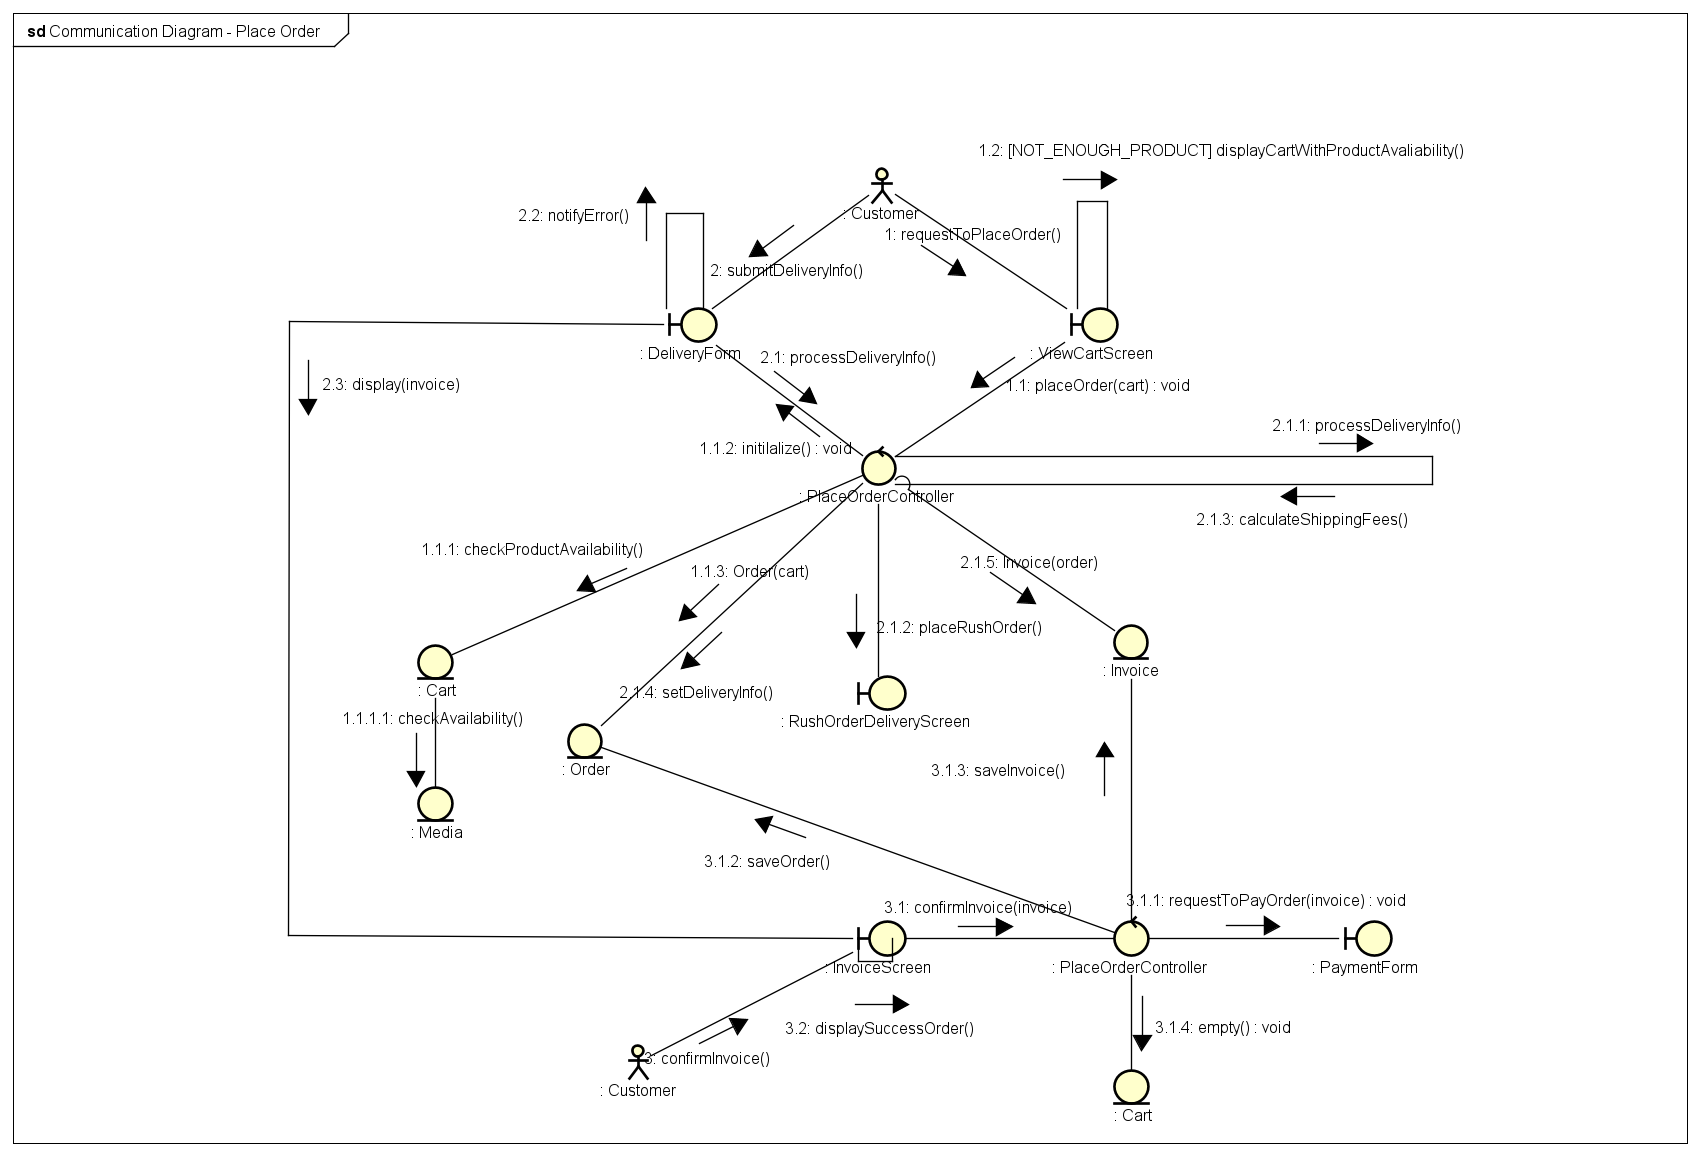 sd Communication Diagram - Place Order
1.2: [NOT_ENOUGH_PRODUCT] displayCartWithProductAvaliability()
2.2: notifyError()
: Customer
1: requestToPlaceOrder()
2: submitDeliveryInfo()
: DeliveryForm
: ViewCartScreen
2.1: processDeliveryInfo()
2.3: display(invoice)
1.1: placeOrder(cart) : void
2.1.1: processDeliveryInfo()
1.1.2: initilalize() : void
: PlaceOrderController
2.1.3: calculateShippingFees()
1.1.1: checkProductAvailability()
2.1.5: Invoice(order)
1.1.3: Order(cart)
2.1.2: placeRushOrder()
: Invoice
: Cart
2.1.4: setDeliveryInfo()
1.1.1.1: checkAvailability()
: RushOrderDeliveryScreen
: Order
3.1.3: saveInvoice()
: Media
3.1.2: saveOrder()
3.1: confirmInvoice(invoice)
3.1.1: requestToPayOrder(invoice) : void
: InvoiceScreen
: PlaceOrderController
: PaymentForm
3.2: displaySuccessOrder()
3.1.4: empty() : void
3: confirmInvoice()
: Customer
: Cart